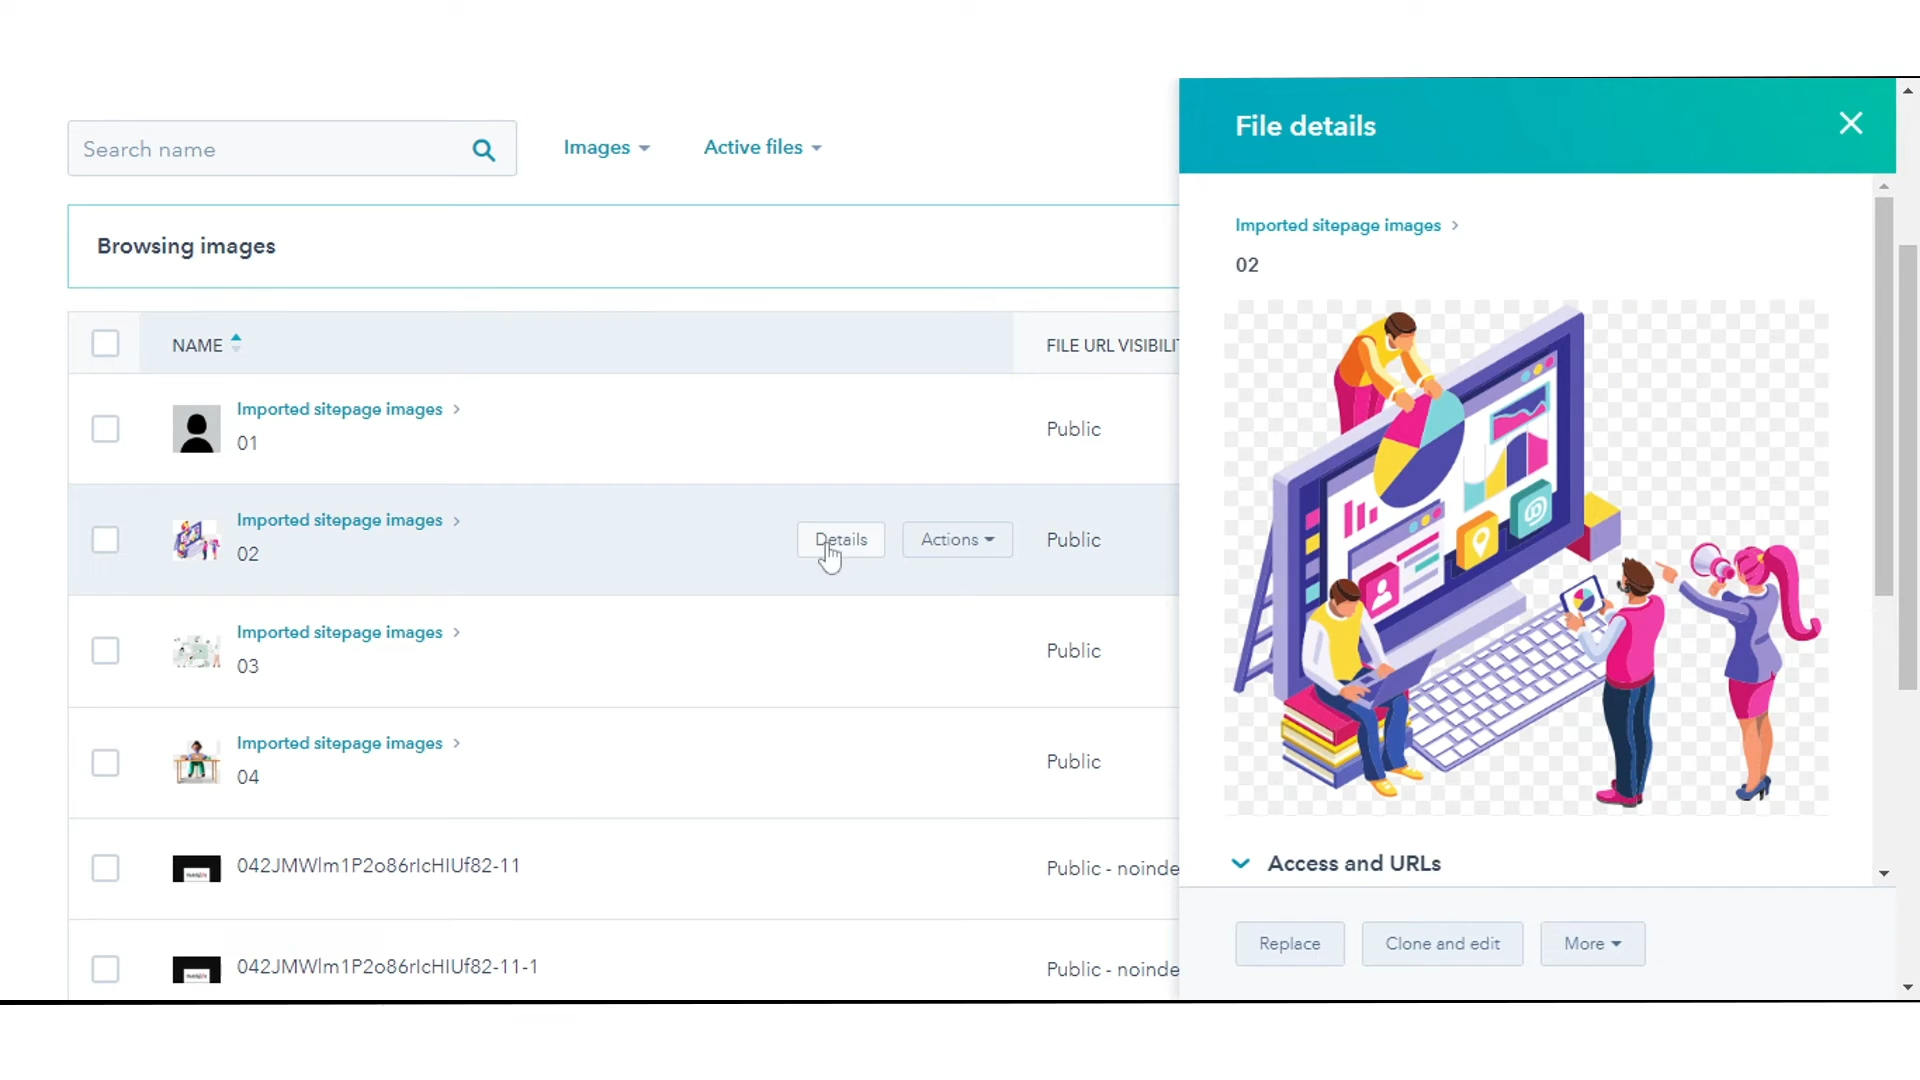 Search name
Images
Active files
Browsing images
NAME
FILE URL VISIBILI
Imported sitepage images
01
Public
Imported sitepage images
02
Details
Actions
Public
Imported sitepage images
03
Public
Imported sitepage images
04
Public
042JMWlm1P2o86rIcHIUf82-11
Public - noinde
042JMWlm1P2o86rIcHIUf82-11-1
Public - noinde
File details
Imported sitepage images
02
Access and URLs
Replace
Clone and edit
More